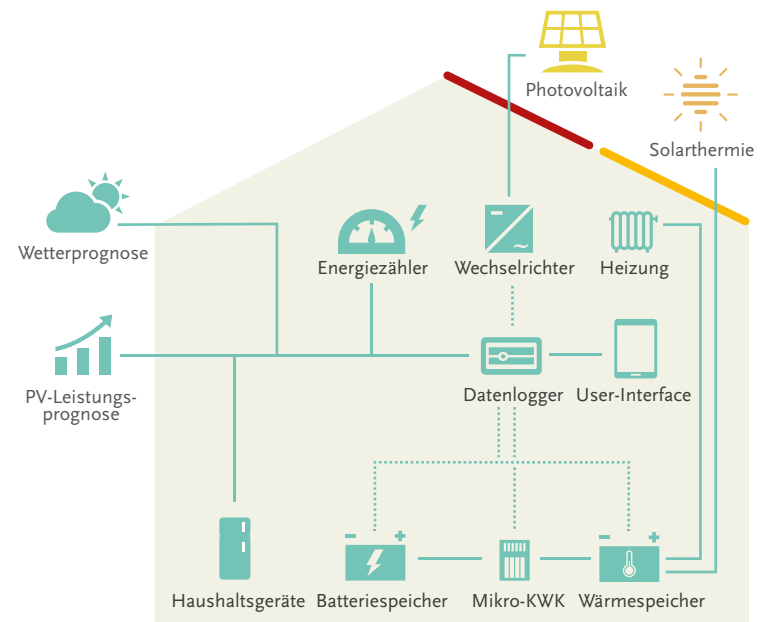 Photovoltaik
Solarthermie
Wetterprognose
Energiezähler
Wechselrichter
Heizung
PV-Leistungs-
prognose
Datenlogger
User-Interface
Haushaltsgeräte
Batteriespeicher
Mikro-KWK
Wärmespeicher